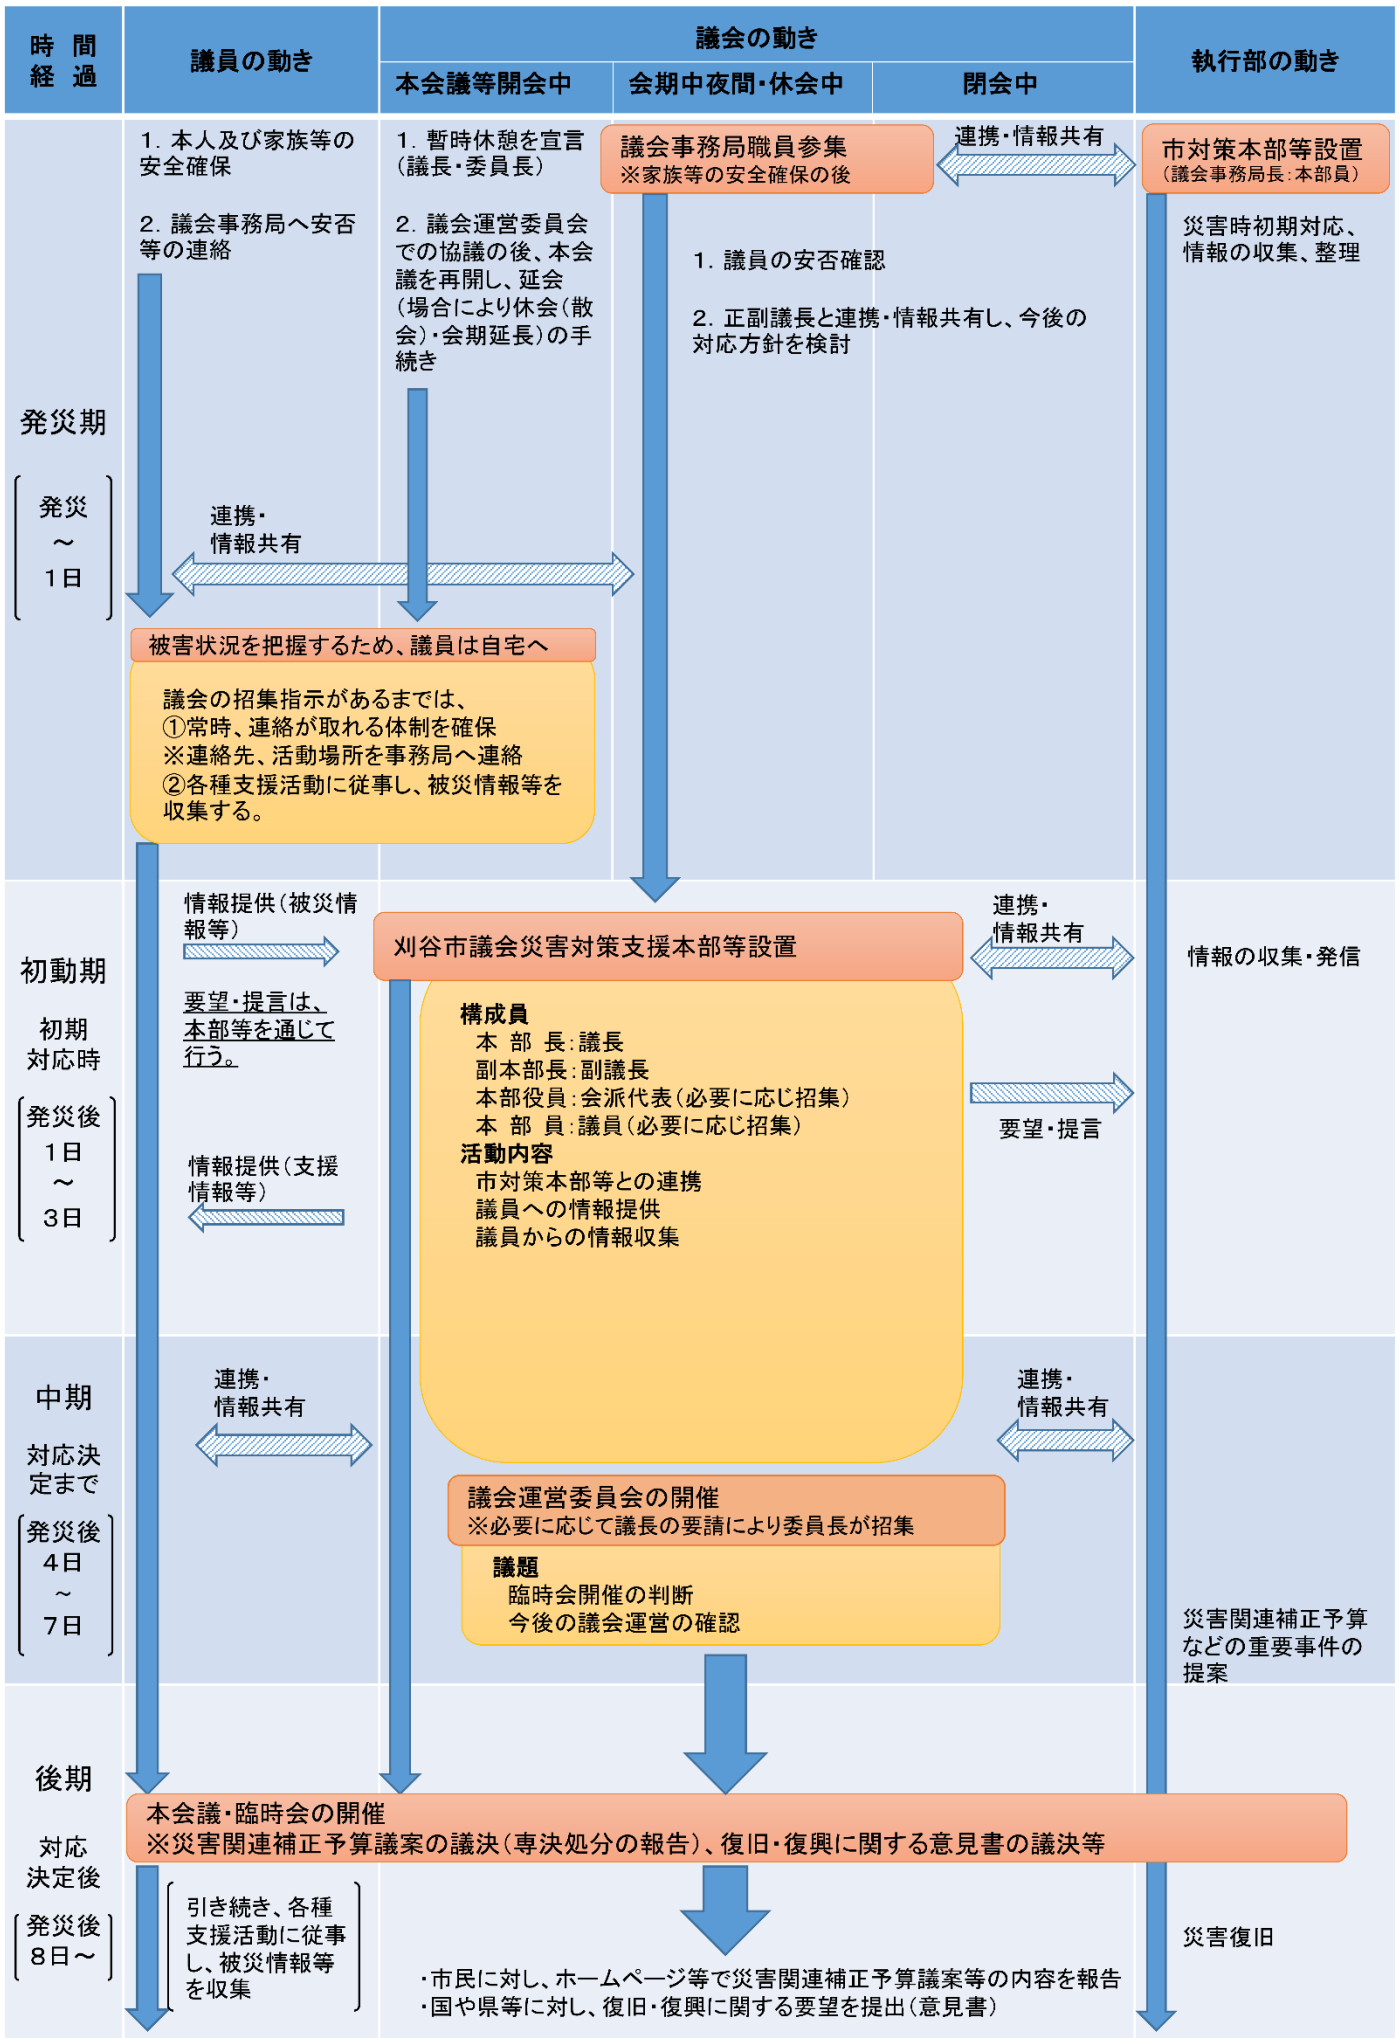 時　間
経　過
議員の動き
議会の動き
本会議等開会中
会期中夜間・休会中
閉会中
執行部の動き
発災期
発災
～
１日
１．本人及び家族等の
安全確保
２．議会事務局へ安否
等の連絡
１．暫時休憩を宣言
（議長・委員長）
２．議会運営委員会
での協議の後、本会
議を再開し、延会
（場合により休会（散
会）・会期延長）の手
続き
議会事務局職員参集
※家族等の安全確保の後
連携・情報共有
市対策本部等設置
（議会事務局長：本部員）
１．議員の安否確認
２．正副議長と連携・情報共有し、今後の
対応方針を検討
災害時初期対応、
情報の収集、整理
連携・
情報共有
被害状況を把握するため、議員は自宅へ
議会の招集指示があるまでは、
①常時、連絡が取れる体制を確保
※連絡先、活動場所を事務局へ連絡
②各種支援活動に従事し、被災情報等を
収集する。
初動期
初期
対応時
発災後
１日
～
３日
情報提供（被災情
報等）
要望・提言は、
本部等を通じて
行う。
情報提供（支援
情報等）
刈谷市議会災害対策支援本部等設置
構成員
本　部　長：議長
副本部長：副議長
本部役員：会派代表（必要に応じ招集）
本　部　員：議員（必要に応じ招集）
活動内容
市対策本部等との連携
議員への情報提供
議員からの情報収集
連携・
情報共有
要望・提言
情報の収集・発信
中期
対応決
定まで
発災後
４日
～
７日
連携・
情報共有
連携・
情報共有
議会運営委員会の開催
※必要に応じて議長の要請により委員長が招集
議題
臨時会開催の判断
今後の議会運営の確認
災害関連補正予算
などの重要事件の
提案
後期
対応
決定後
発災後
８日～
本会議・臨時会の開催
※災害関連補正予算議案の議決（専決処分の報告）、復旧・復興に関する意見書の議決等
引き続き、各種
支援活動に従事
し、被災情報等
を収集
・市民に対し、ホームページ等で災害関連補正予算議案等の内容を報告
・国や県等に対し、復旧・復興に関する要望を提出（意見書）
災害復旧